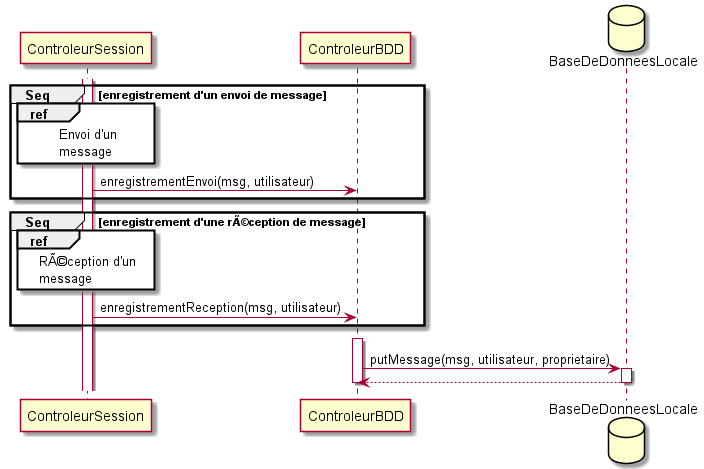 ControleurSession
ControleurBDD
BaseDeDonneesLocale
Seq [enregistrement d'un envoi de message]
ref
Envoi d'un
message
enregistrementEnvoi(msg, utilisateur)
Seq [enregistrement d'une rÃ©ception de message]
ref
RÃ©ception d'un
message
enregistrementReception(msg, utilisateur)
putMessage(msg, utilisateur, proprietaire)
ControleurSession
ControleurBDD
BaseDeDonneesLocale